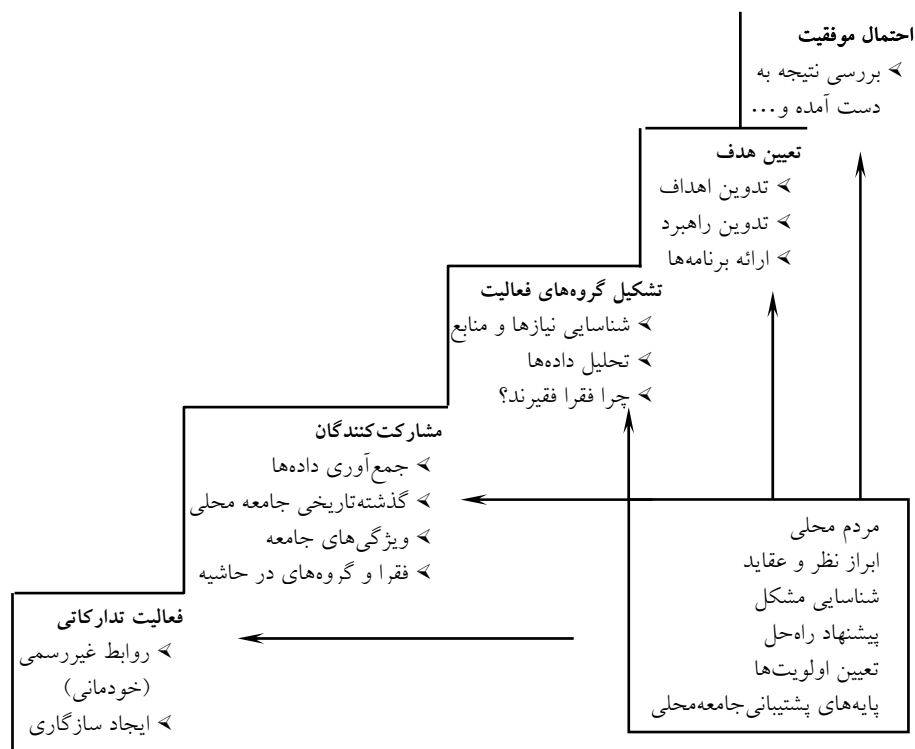 احتمال موفقیت
➢ بررسی نتیجه به
دست آمده و...
تعیین هدف
➢ تدوین اهداف
➢ تدوین راهبرد
➢ ارائه برنامه‌ها
تشکیل گروه‌های فعالیت
➢ شناسایی نیازها و منابع
➢ تحلیل داده‌ها
➢ چرا فقرا فقیرند؟
مشارکت‌کنندگان
➢ جمع‌آوری داده‌ها
➢ گذشته‌تاریخی جامعه محلی
➢ ویژگی‌های جامعه
➢ فقرا و گروه‌های در حاشیه
فعالیت تدارکاتی
➢ روابط غیررسمی
(خودمانی)
➢ ایجاد سازگاری
مردم محلی
ابراز نظر و عقاید
شناسایی مشکل
پیشنهاد راه‌حل
تعیین اولویت‌ها
پایه‌های پشتیبانی‌جامعه‌محلی